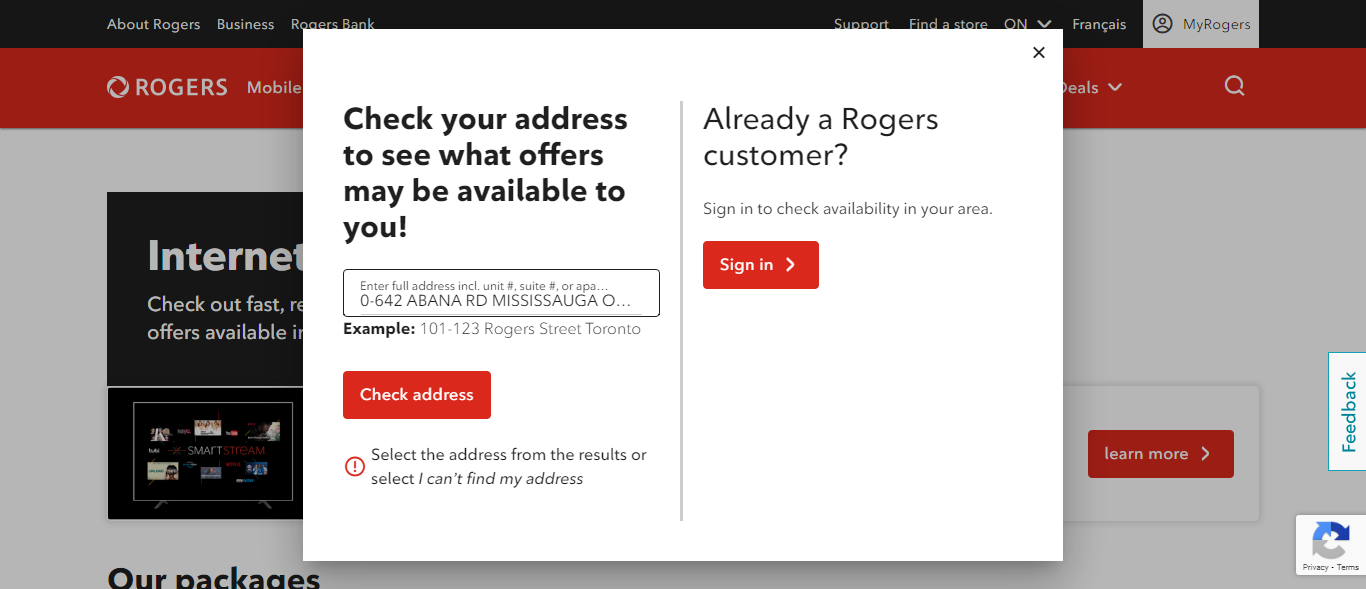 About Rogers Business Rogers Bank Support Find a store ON Français MyRogers
ROGERS Mobile Deals
Check your address
to see what offers
may be available to
you!
Enter full address incl. unit #, suite #, or apa...
0-642 ABANA RD MISSISSAUGA O...
Example: 101-123 Rogers Street Toronto
Check address
Select the address from the results or
select I can't find my address
Already a Rogers
customer?
Sign in to check availability in your area.
Sign in
Internet
Check out fast, re
offers available in
SMARTSTREAM
tubi
learn more
Feedback
Privacy - Terms
Our packages